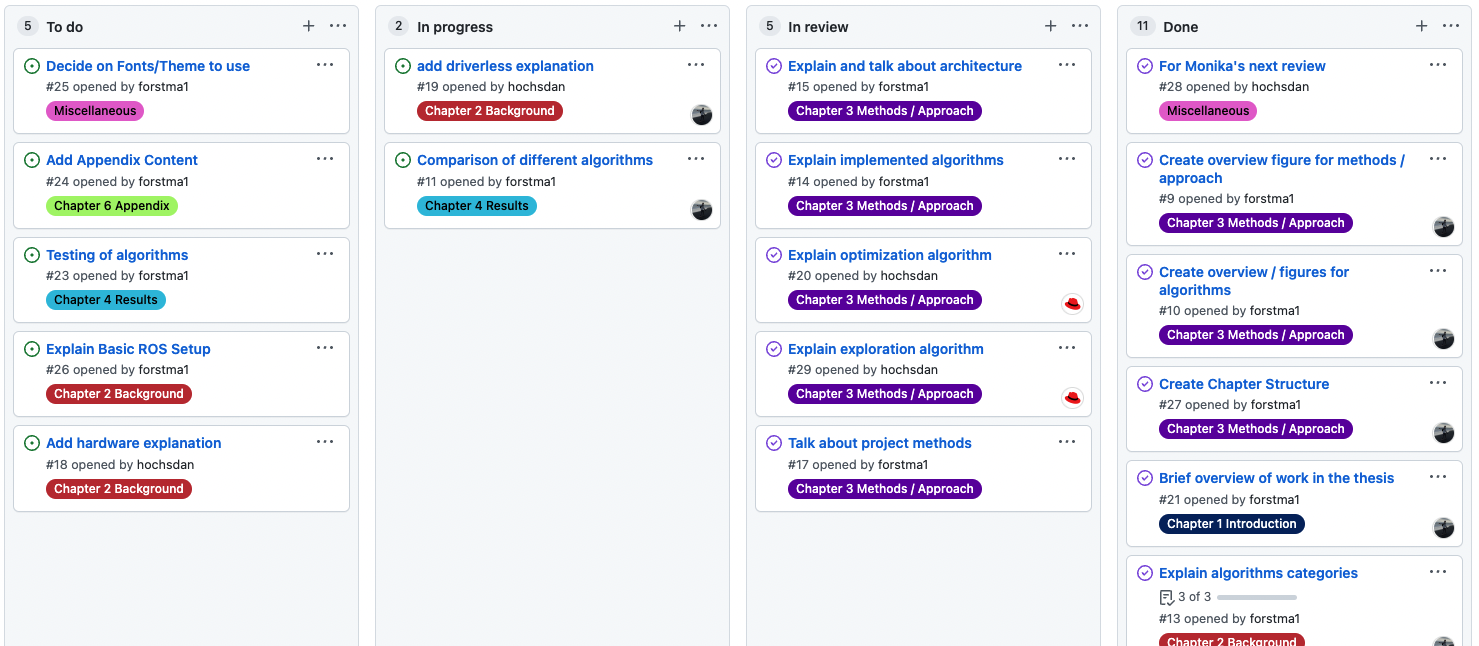 5 To do
Decide on Fonts/Theme to use
#25 opened by forstma1
Miscellaneous
Add Appendix Content
#24 opened by forstma1
Chapter 6 Appendix
Testing of algorithms
#23 opened by forstma1
Chapter 4 Results
Explain Basic ROS Setup
#26 opened by forstma1
Chapter 2 Background
Add hardware explanation
#18 opened by hochsdan
Chapter 2 Background
2 In progress
add driverless explanation
#19 opened by hochsdan
Chapter 2 Background
Comparison of different algorithms
#11 opened by forstma1
Chapter 4 Results
5 In review
Explain and talk about architecture
#15 opened by forstma1
Chapter 3 Methods / Approach
Explain implemented algorithms
#14 opened by forstma1
Chapter 3 Methods / Approach
Explain optimization algorithm
#20 opened by hochsdan
Chapter 3 Methods / Approach
Explain exploration algorithm
#29 opened by hochsdan
Chapter 3 Methods / Approach
Talk about project methods
#17 opened by forstma1
Chapter 3 Methods / Approach
11 Done
For Monika's next review
#28 opened by hochsdan
Miscellaneous
Create overview figure for methods /
approach
#9 opened by forstma1
Chapter 3 Methods / Approach
Create overview / figures for
algorithms
#10 opened by forstma1
Chapter 3 Methods / Approach
Create Chapter Structure
#27 opened by forstma1
Chapter 3 Methods / Approach
Brief overview of work in the thesis
#21 opened by forstma1
Chapter 1 Introduction
Explain algorithms categories
3 of 3
#13 opened by forstma1
Chapter 2 Background